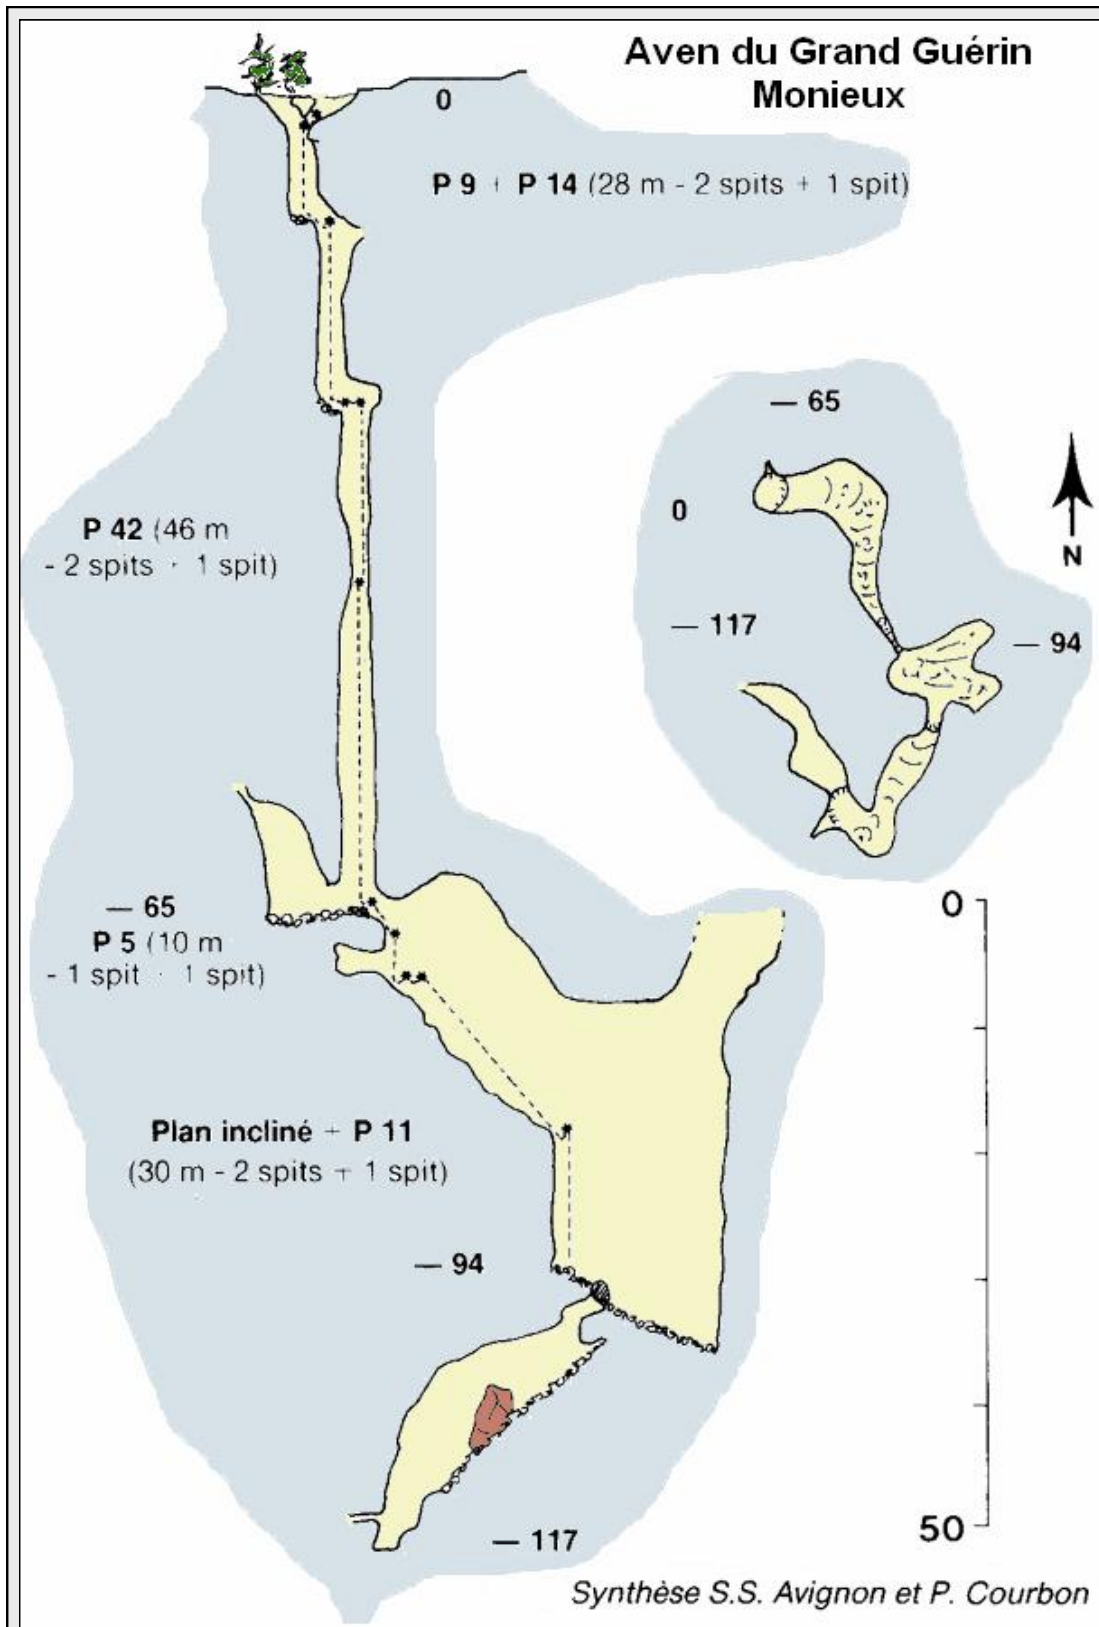 Aven du Grand Guérin
Monieux
0
P 9 + P 14 (28 m - 2 spits + 1 spit)
— 65
0
N
P 42 (46 m
- 2 spits + 1 spit)
— 117
— 94
— 65
P 5 (10 m
- 1 spit + 1 spit)
0
Plan incliné + P 11
(30 m - 2 spits + 1 spit)
— 94
50
— 117
Synthèse S.S. Avignon et P. Courbon